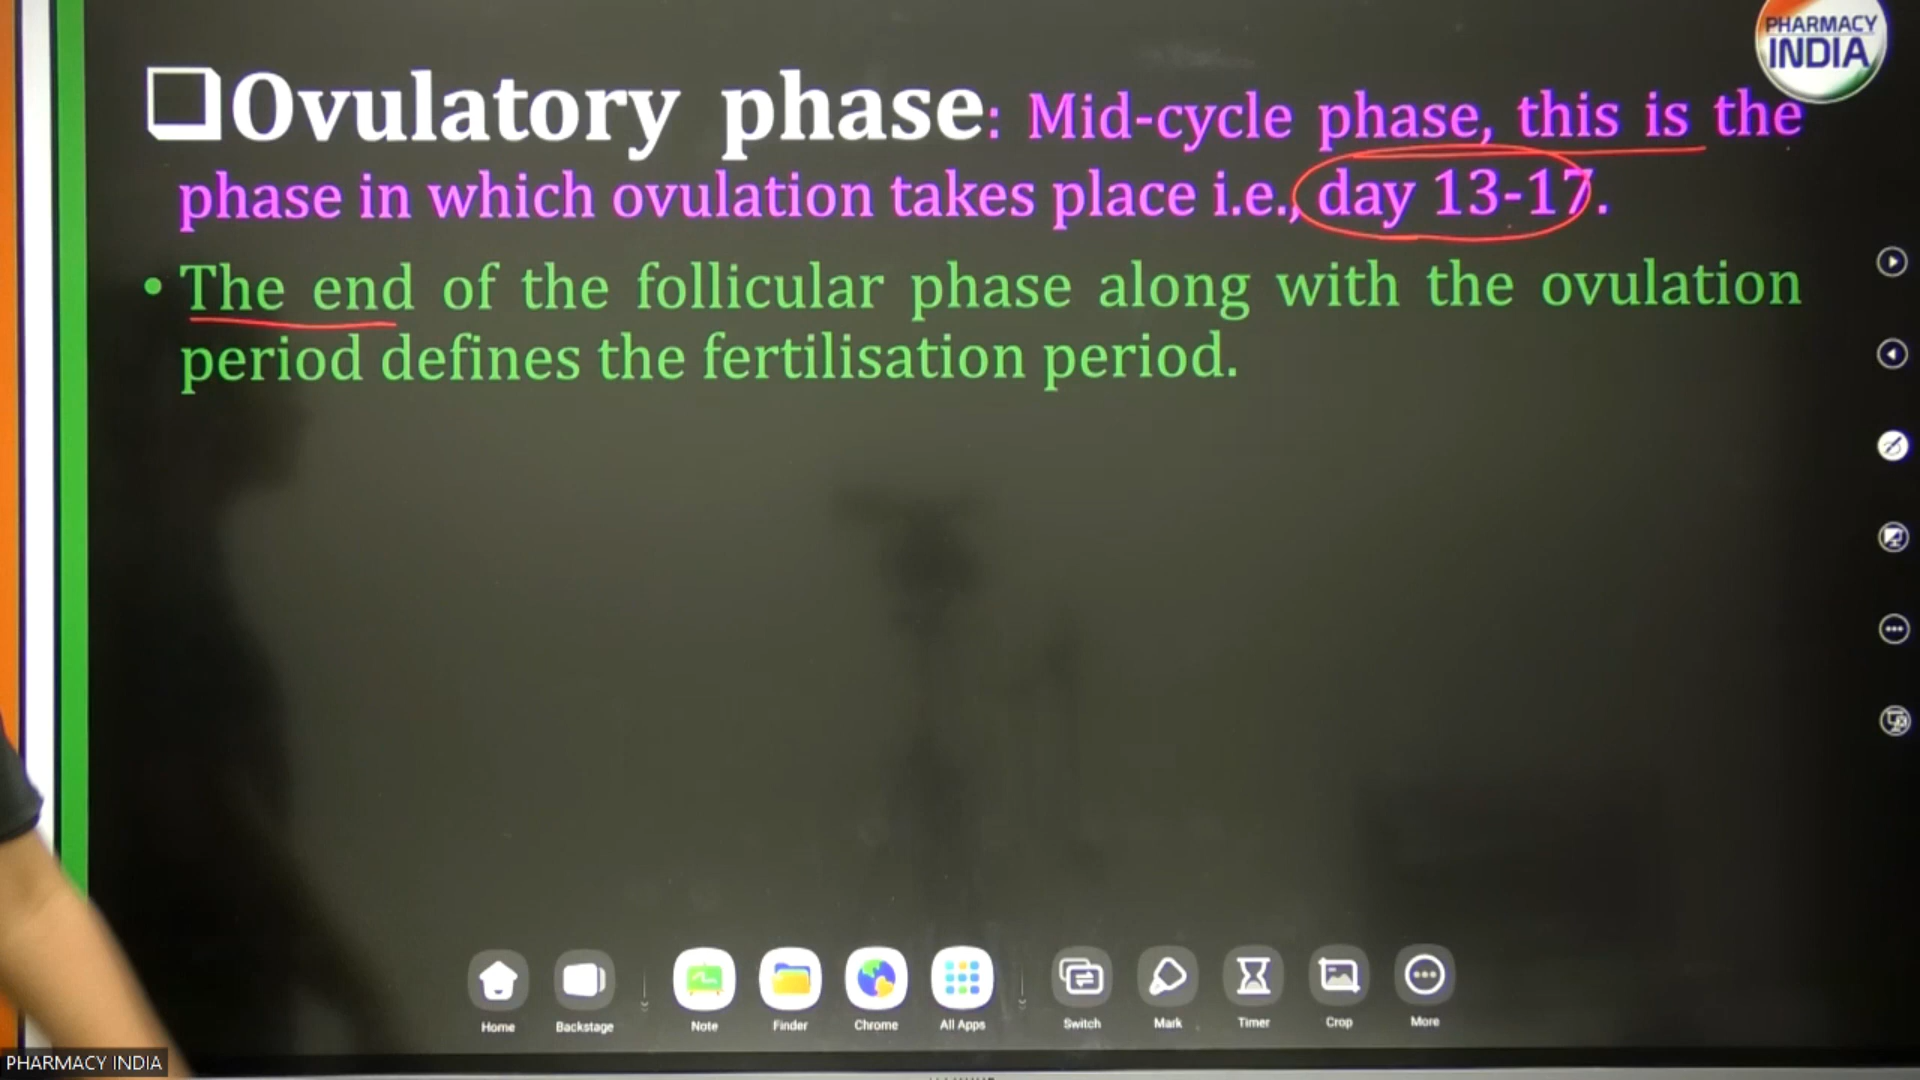 PHARMACY
INDIA
Ovulatory phase: Mid-cycle phase, this is the
phase in which ovulation takes place i.e., day 13-17.
• The end of the follicular phase along with the ovulation
period defines the fertilisation period.
Home
Backstage
Note
Finder
Chrome
All Apps
Switch
Mark
Timer
Crop
More
PHARMACY INDIA